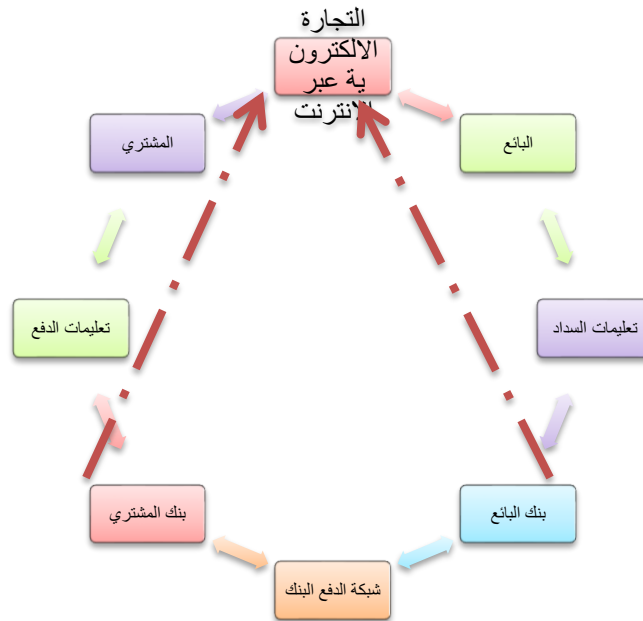 التجارة
الالكترون
ية عبر
الانترنت
المشتري
البائع
تعليمات الدفع
تعليمات السداد
بنك المشتري
بنك البائع
شبكة الدفع البنك